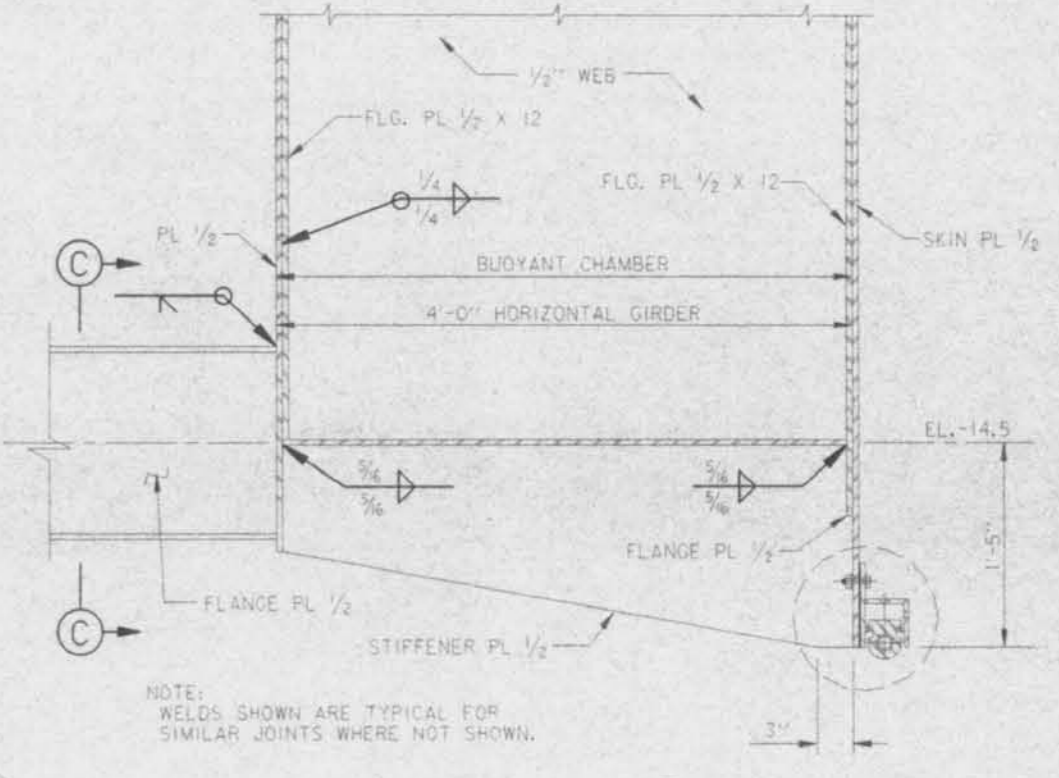 1/2" WEB
FLG. PL 1/2 X 12
1/4
1/4
FLG. PL 1/2 X 12
PL 1/2
SKIN PL 1/2
C
BUOYANT CHAMBER
4'-0" HORIZONTAL GIRDER
EL.-14.5
5/16
5/16
5/16
5/16
FLANGE PL 1/2
1'-5"
FLANGE PL 1/2
C
STIFFENER PL 1/2
NOTE:
WELDS SHOWN ARE TYPICAL FOR
SIMILAR JOINTS WHERE NOT SHOWN.
3"